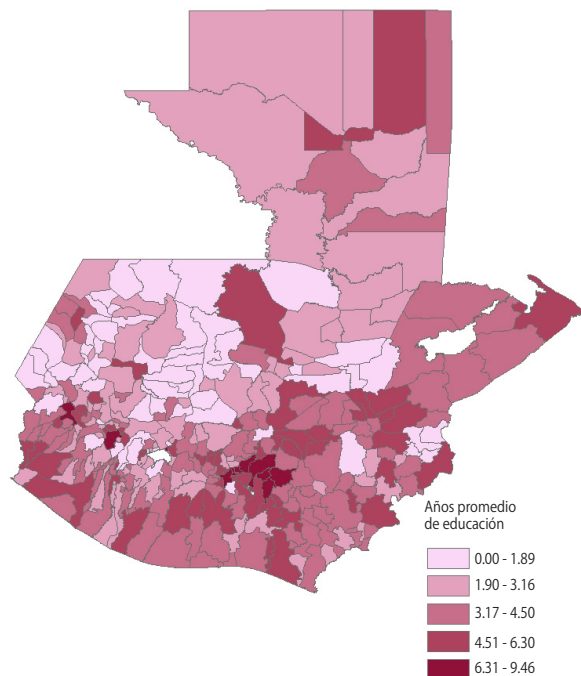 Años promedio
de educación
0.00 - 1.89
1.90 - 3.16
3.17 - 4.50
4.51 - 6.30
6.31 - 9.46